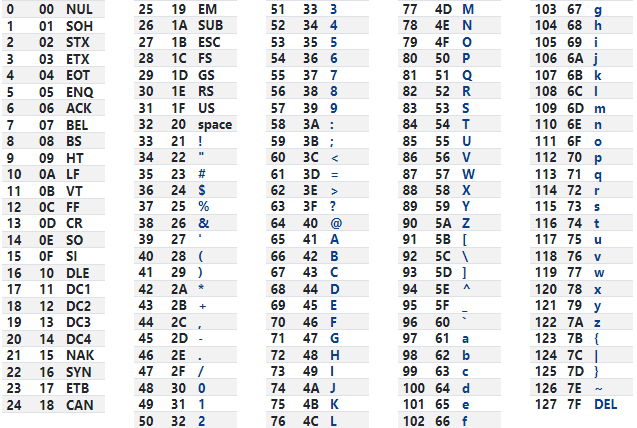 0 00 NUL
1 01 SOH
2 02 STX
3 03 ETX
4 04 EOT
5 05 ENQ
6 06 ACK
7 07 BEL
8 08 BS
9 09 HT
10 0A LF
11 0B VT
12 0C FF
13 0D CR
14 0E SO
15 0F SI
16 10 DLE
17 11 DC1
18 12 DC2
19 13 DC3
20 14 DC4
21 15 NAK
22 16 SYN
23 17 ETB
24 18 CAN
25 19 EM
26 1A SUB
27 1B ESC
28 1C FS
29 1D GS
30 1E RS
31 1F US
32 20 space
33 21 !
34 22 "
35 23 #
36 24 $
37 25 %
38 26 &
39 27 '
40 28 (
41 29 )
42 2A *
43 2B +
44 2C ,
45 2D -
46 2E .
47 2F /
48 30 0
49 31 1
50 32 2
51 33 3
52 34 4
53 35 5
54 36 6
55 37 7
56 38 8
57 39 9
58 3A :
59 3B ;
60 3C <
61 3D =
62 3E >
63 3F ?
64 40 @
65 41 A
66 42 B
67 43 C
68 44 D
69 45 E
70 46 F
71 47 G
72 48 H
73 49 I
74 4A J
75 4B K
76 4C L
77 4D M
78 4E N
79 4F O
80 50 P
81 51 Q
82 52 R
83 53 S
84 54 T
85 55 U
86 56 V
87 57 W
88 58 X
89 59 Y
90 5A Z
91 5B [
92 5C \
93 5D ]
94 5E ^
95 5F _
96 60 `
97 61 a
98 62 b
99 63 c
100 64 d
101 65 e
102 66 f
103 67 g
104 68 h
105 69 i
106 6A j
107 6B k
108 6C l
109 6D m
110 6E n
111 6F o
112 70 p
113 71 q
114 72 r
115 73 s
116 74 t
117 75 u
118 76 v
119 77 w
120 78 x
121 79 y
122 7A z
123 7B {
124 7C |
125 7D }
126 7E ~
127 7F DEL